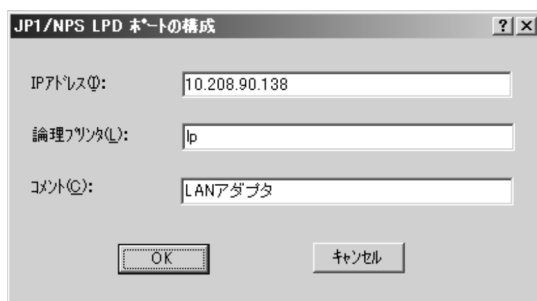 JP1/NPS LPD ﾎﾟｰﾄの構成
IPｱﾄﾞﾚｽ(I):
10.208.90.138
論理ﾌﾟﾘﾝﾀ(L):
lp
ｺﾒﾝﾄ(C):
LANアダプタ
OK
ｷｬﾝｾﾙ